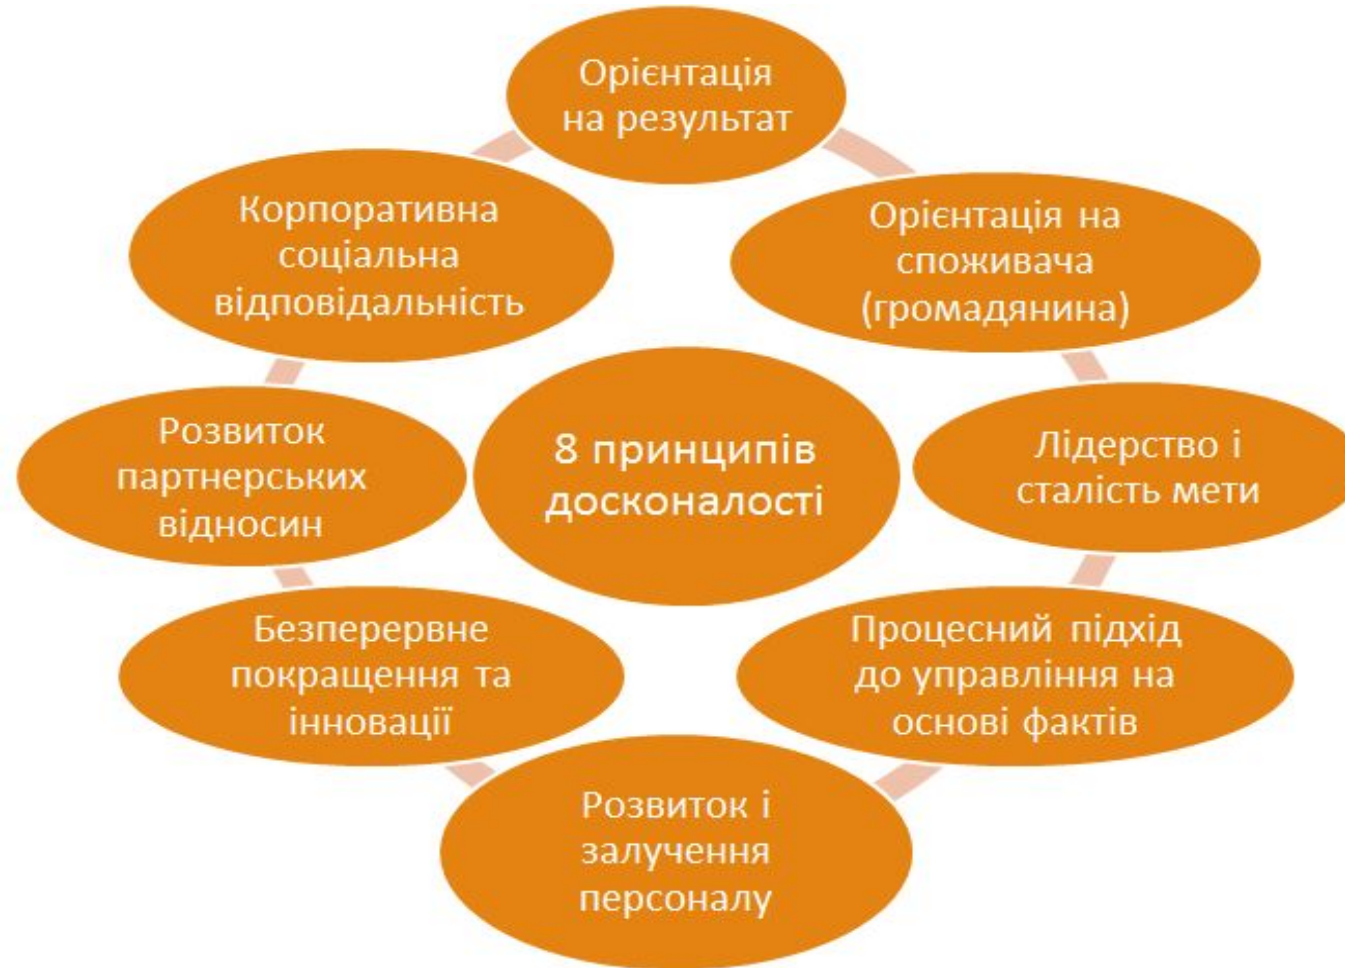 Орієнтація
на результат
Орієнтація на
споживача
(громадянина)
Лідерство і
сталість мети
Процесний підхід
до управління на
основі фактів
Розвиток і
залучення
персоналу
Безперервне
покращення та
інновації
Розвиток
партнерських
відносин
Корпоративна
соціальна
відповідальність
8 принципів
досконалості